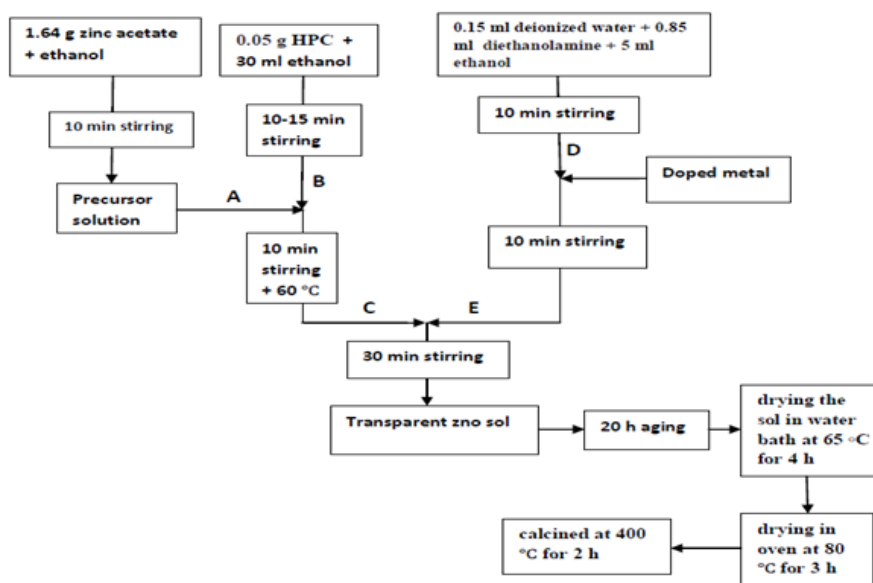 1.64 g zinc acetate
+ ethanol
0.05 g HPC +
30 ml ethanol
0.15 ml deionized water + 0.85
ml diethanolamine + 5 ml
ethanol
10 min stirring
10-15 min
stirring
10 min stirring
D
Doped metal
Precursor
solution
A
B
10 min
stirring
+ 60 °C
10 min stirring
C
E
30 min stirring
Transparent zno sol
20 h aging
drying the
sol in water
bath at 65 °C
for 4 h
drying in
oven at 80
°C for 3 h
calcined at 400
°C for 2 h